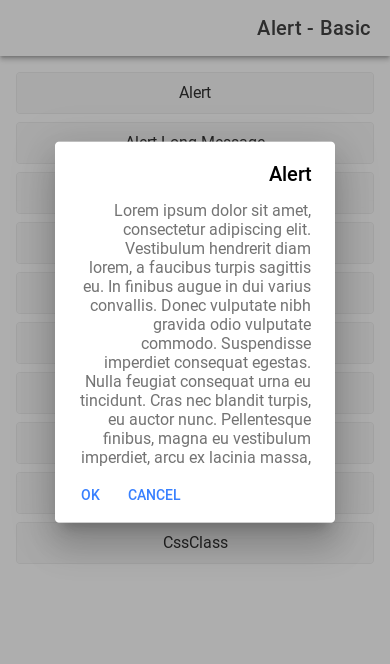 Alert - Basic
Alert
Alert Long Message
Alert
Lorem ipsum dolor sit amet,
consectetur adipiscing elit.
Vestibulum hendrerit diam
lorem, a faucibus turpis sagittis
eu. In finibus augue in dui varius
convallis. Donec vulputate nibh
gravida odio vulputate
commodo. Suspendisse
imperdiet consequat egestas.
Nulla feugiat consequat urna eu
tincidunt. Cras nec blandit turpis,
eu auctor nunc. Pellentesque
finibus, magna eu vestibulum
imperdiet, arcu ex lacinia massa,
OK CANCEL
CssClass